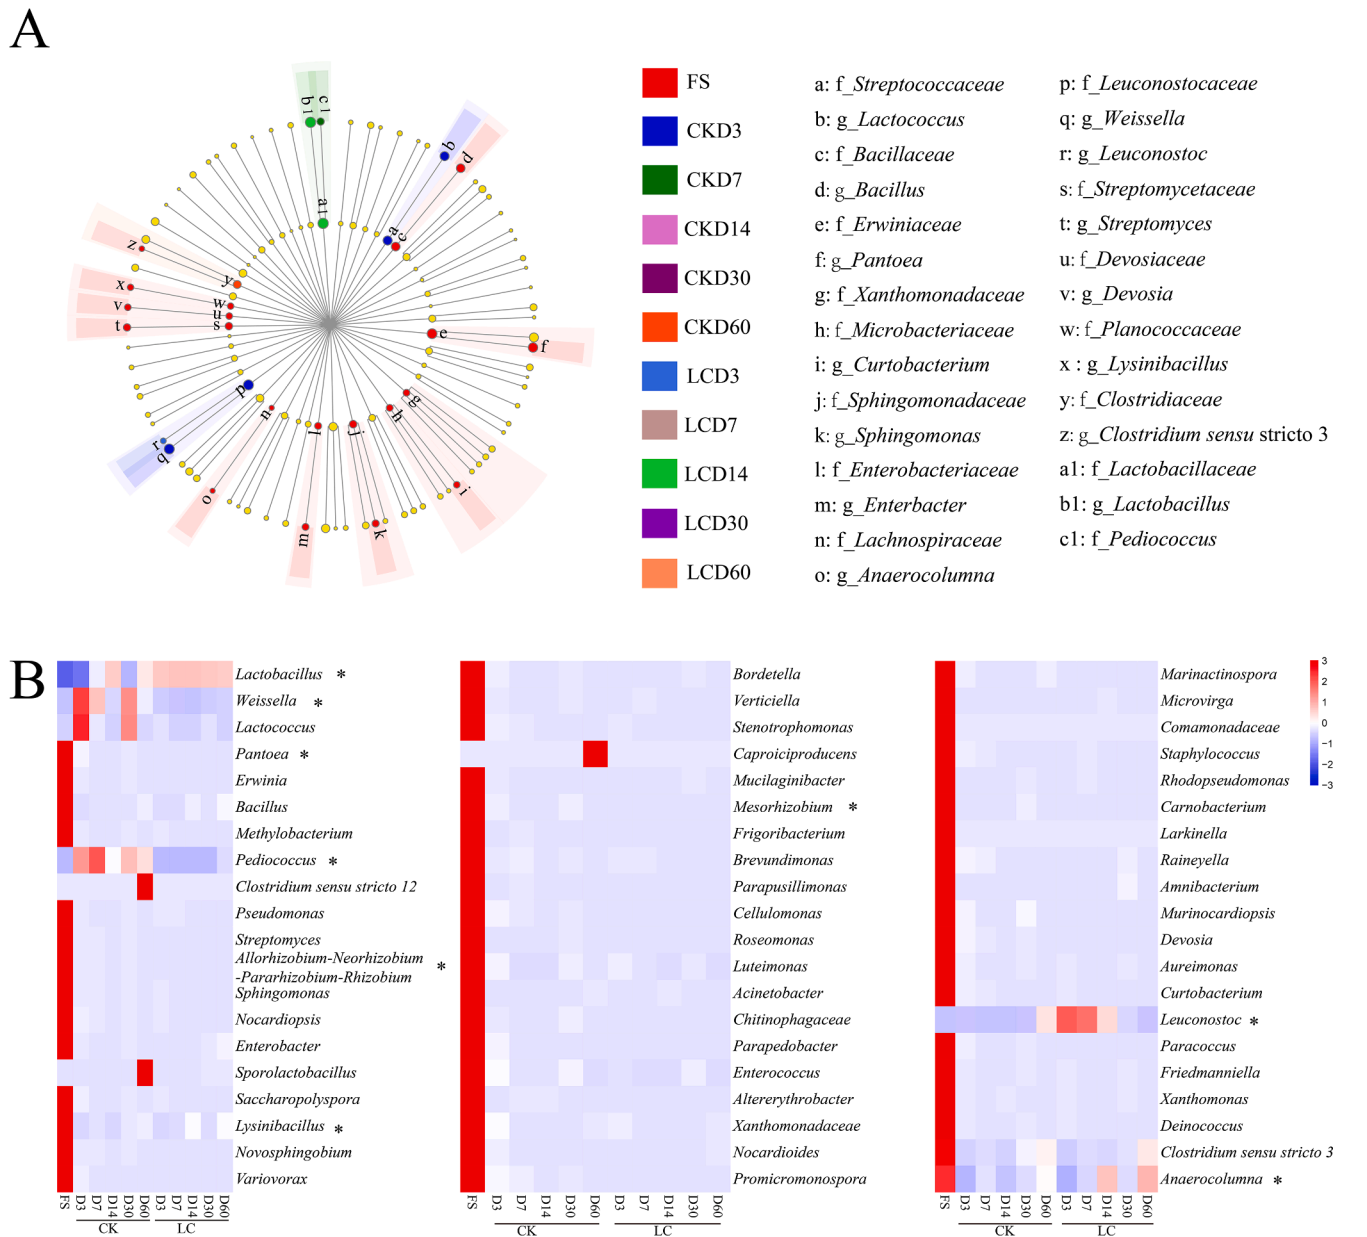 A
a
b
c
d
e
f
g
h
i
j
k
l
m
n
o
p
q
r
s
t
u
v
w
x
y
z
a1
b1
c1
FS
CKD3
CKD7
CKD14
CKD30
CKD60
LCD3
LCD7
LCD14
LCD30
LCD60
a: f_Streptococcaceae
b: g_Lactococcus
c: f_Bacillaceae
d: g_Bacillus
e: f_Erwiniaceae
f: g_Pantoea
g: f_Xanthomonadaceae
h: f_Microbacteriaceae
i: g_Curtobacterium
j: f_Sphingomonadaceae
k: g_Sphingomonas
l: f_Enterobacteriaceae
m: g_Enterbacter
n: f_Lachnospiraceae
o: g_Anaerocolumna
p: f_Leuconostocaceae
q: g_Weissella
r: g_Leuconostoc
s: f_Streptomycetaceae
t: g_Streptomyces
u: f_Devosiaceae
v: g_Devosia
w: f_Planococcaceae
x : g_Lysinibacillus
y: f_Clostridiaceae
z: g_Clostridium sensu stricto 3
a1: f_Lactobacillaceae
b1: g_Lactobacillus
c1: f_Pediococcus
B
Lactobacillus *
Weissella *
Lactococcus
Pantoea *
Erwinia
Bacillus
Methylobacterium
Pediococcus *
Clostridium sensu stricto 12
Pseudomonas
Streptomyces
Allorhizobium-Neorhizobium
-Pararhizobium-Rhizobium *
Sphingomonas
Nocardiopsis
Enterobacter
Sporolactobacillus
Saccharopolyspora
Lysinibacillus *
Novosphingobium
Variovorax
FS D3 D7 D14 D30 D60 D3 D7 D14 D30 D60
CK LC
Bordetella
Verticiella
Stenotrophomonas
Caproiciproducens
Mucilaginibacter
Mesorhizobium *
Frigoribacterium
Brevundimonas
Parapusillimonas
Cellulomonas
Roseomonas
Luteimonas
Acinetobacter
Chitinophagaceae
Parapedobacter
Enterococcus
Altererythrobacter
Xanthomonadaceae
Nocardioides
Promicromonospora
FS D3 D7 D14 D30 D60 D3 D7 D14 D30 D60
CK LC
Marinactinospora
Microvirga
Comamonadaceae
Staphylococcus
Rhodopseudomonas
Carnobacterium
Larkinella
Raineyella
Amnibacterium
Murinocardiopsis
Devosia
Aureimonas
Curtobacterium
Leuconostoc *
Paracoccus
Friedmanniella
Xanthomonas
Deinococcus
Clostridium sensu stricto 3
Anaerocolumna *
FS D3 D7 D14 D30 D60 D3 D7 D14 D30 D60
CK LC
3
2
1
0
−1
−2
−3